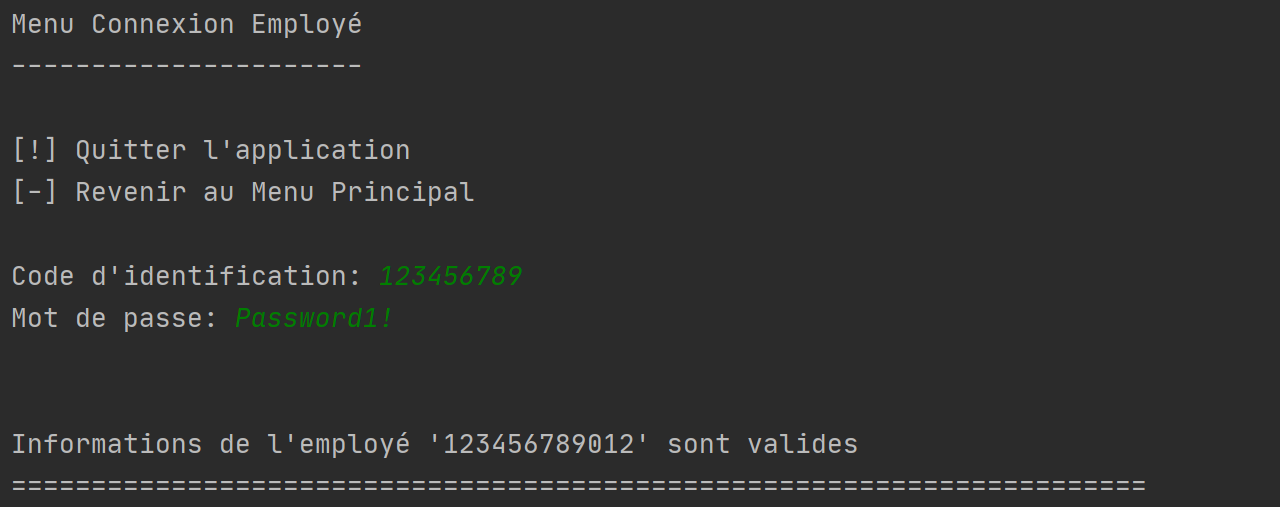 Menu Connexion Employé
----------------------
[!] Quitter l'application
[-] Revenir au Menu Principal
Code d'identification: 123456789
Mot de passe: Password1!
Informations de l'employé '123456789012' sont valides
=======================================================================